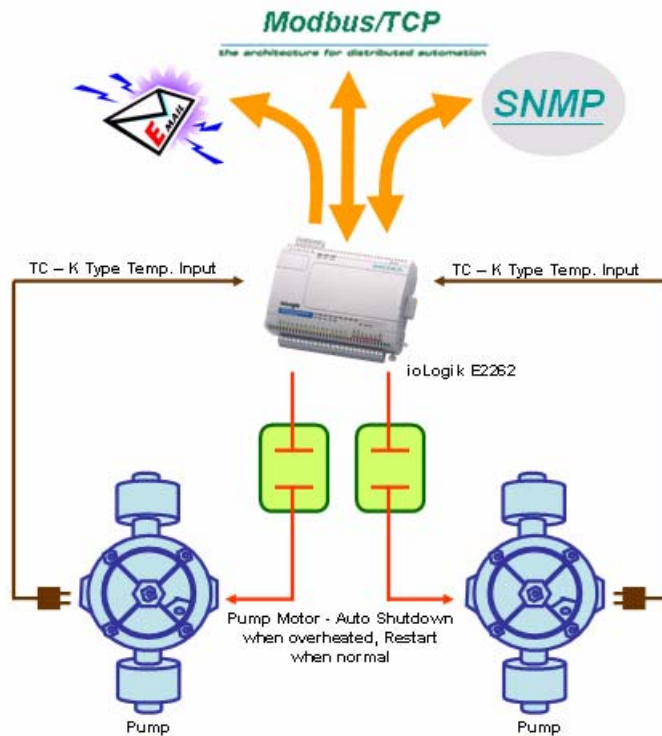 Modbus/TCP
the architecture for distributed automation
EMAIL
SNMP
TC – K Type Temp. Input
TC – K Type Temp. Input
ioLogik E2262
Pump Motor - Auto Shutdown
when overheated, Restart
when normal
Pump
Pump